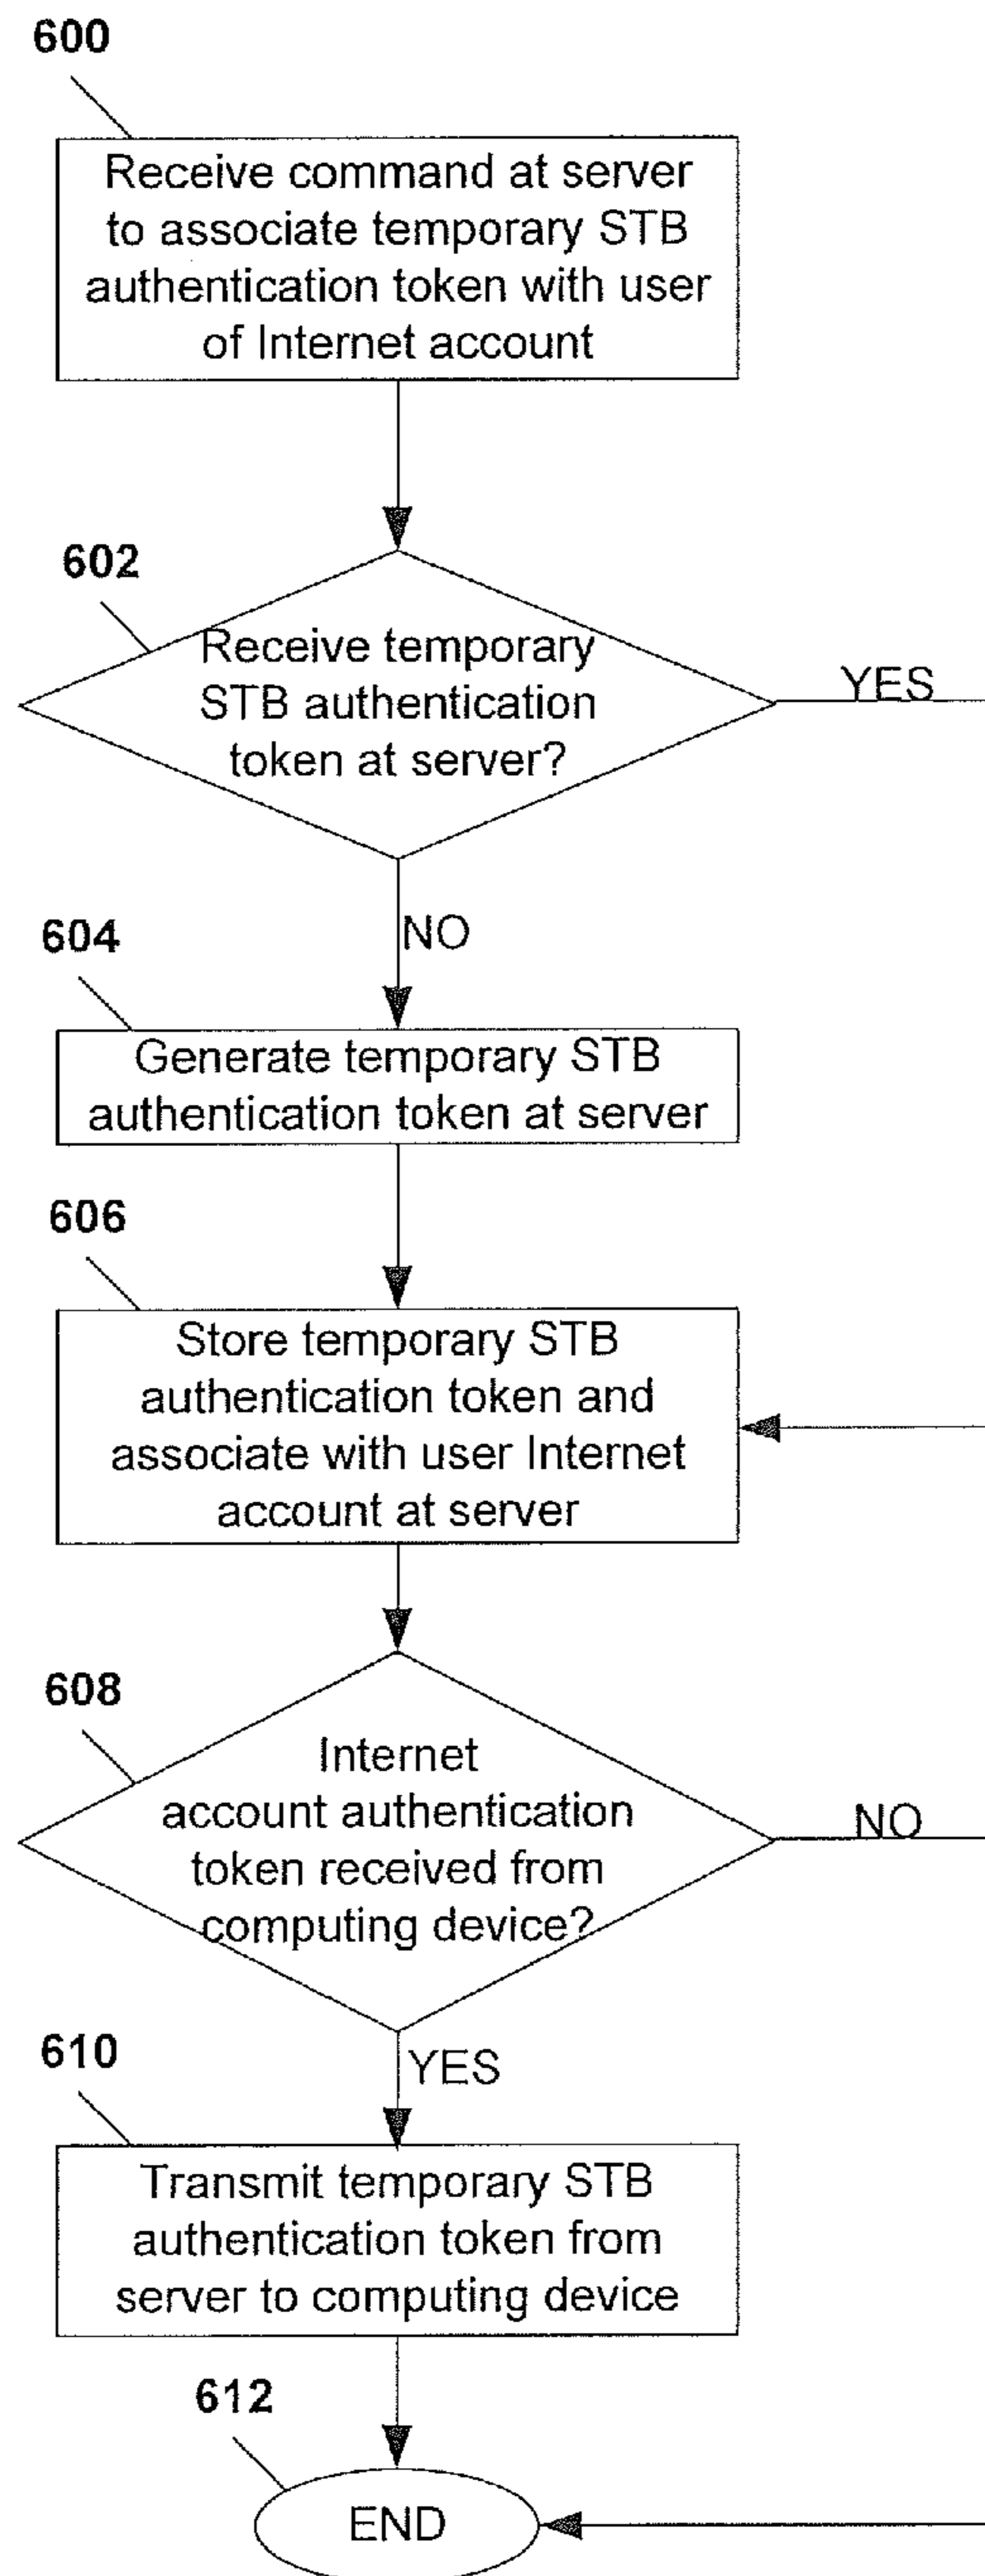 600
Receive command at server
to associate temporary STB
authentication token with user
of Internet account
602
Receive temporary
STB authentication
token at server?
YES
NO
604
Generate temporary STB
authentication token at server
606
Store temporary STB
authentication token and
associate with user Internet
account at server
608
Internet
account authentication
token received from
computing device?
NO
YES
610
Transmit temporary STB
authentication token from
server to computing device
612
END